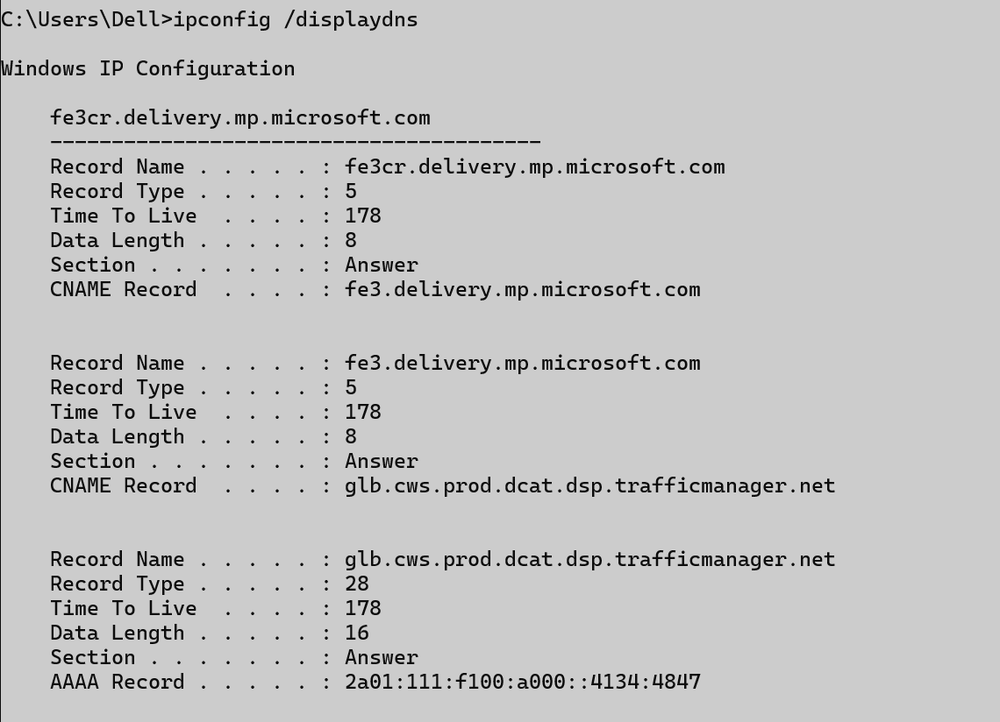 C:\Users\Dell>ipconfig /displaydns
Windows IP Configuration
fe3cr.delivery.mp.microsoft.com
----------------------------------------
Record Name . . . . . : fe3cr.delivery.mp.microsoft.com
Record Type . . . . . : 5
Time To Live  . . . . : 178
Data Length . . . . . : 8
Section . . . . . . . : Answer
CNAME Record  . . . . : fe3.delivery.mp.microsoft.com
Record Name . . . . . : fe3.delivery.mp.microsoft.com
Record Type . . . . . : 5
Time To Live  . . . . : 178
Data Length . . . . . : 8
Section . . . . . . . : Answer
CNAME Record  . . . . : glb.cws.prod.dcat.dsp.trafficmanager.net
Record Name . . . . . : glb.cws.prod.dcat.dsp.trafficmanager.net
Record Type . . . . . : 28
Time To Live  . . . . : 178
Data Length . . . . . : 16
Section . . . . . . . : Answer
AAAA Record . . . . . : 2a01:111:f100:a000::4134:4847